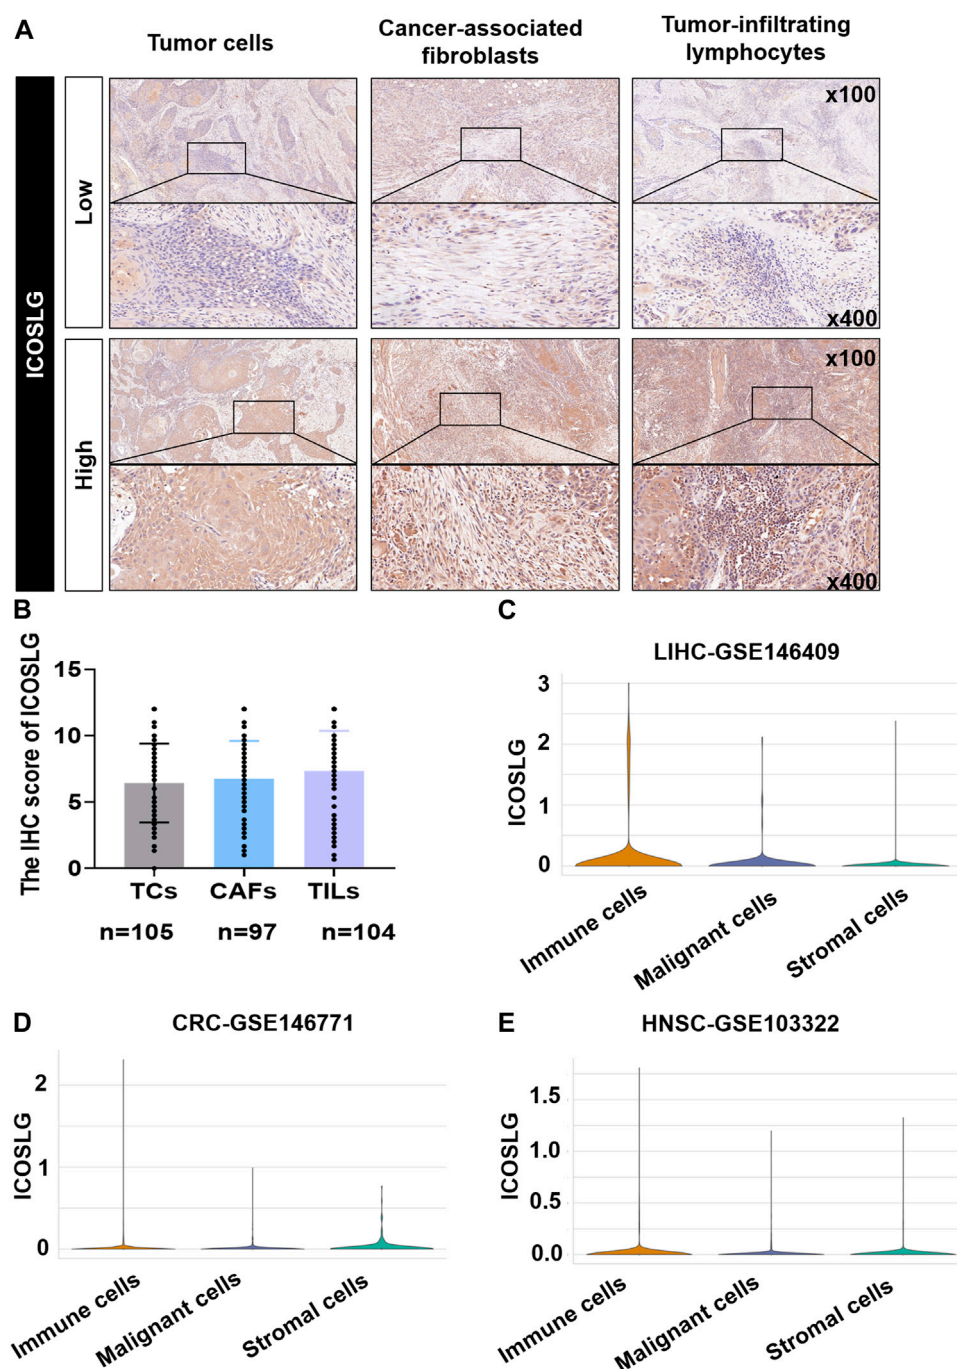 A
Tumor cells
Cancer-associated
fibroblasts
Tumor-infiltrating
lymphocytes
ICOSLG
Low
x100
x400
High
x100
x400
B
The IHC score of ICOSLG
15
10
5
0
TCs
CAFs
TILs
n=105
n=97
n=104
C
LIHC-GSE146409
ICOSLG
3
2
1
0
Immune cells
Malignant cells
Stromal cells
D
CRC-GSE146771
ICOSLG
2
1
0
Immune cells
Malignant cells
Stromal cells
E
HNSC-GSE103322
ICOSLG
1.5
1.0
0.5
0.0
Immune cells
Malignant cells
Stromal cells